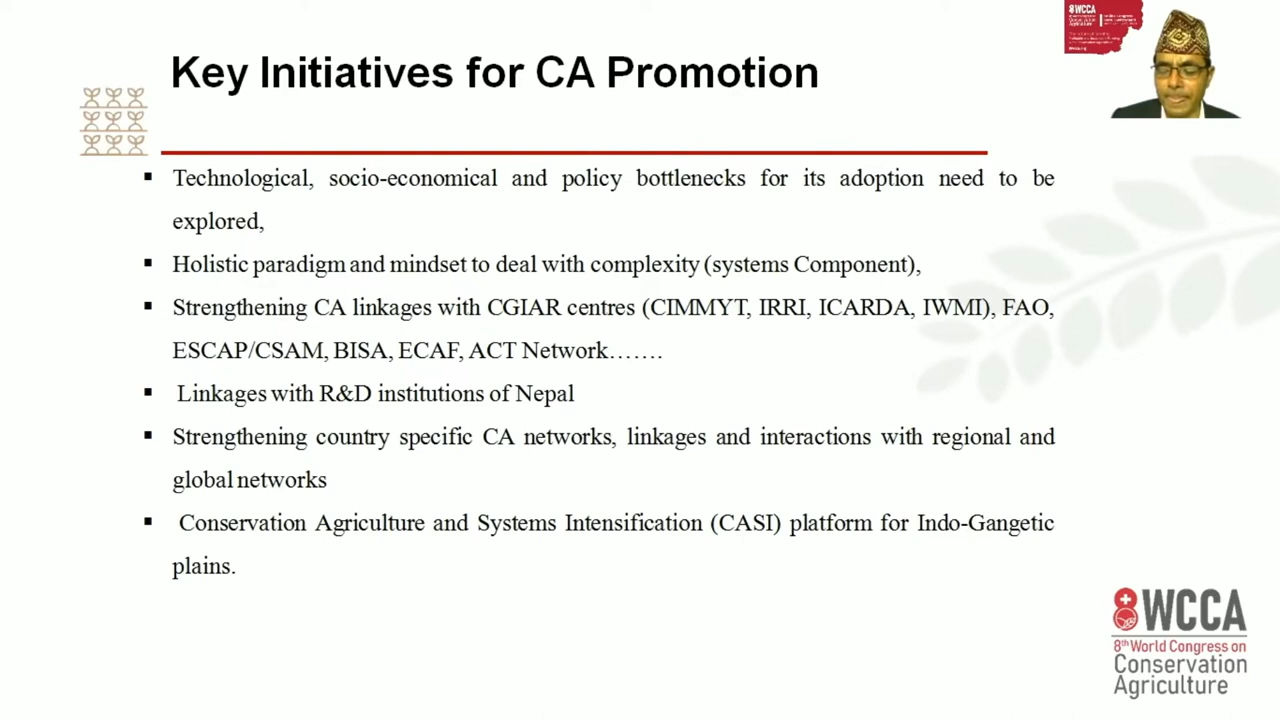 8WCCA
Key Initiatives for CA Promotion
▪ Technological, socio-economical and policy bottlenecks for its adoption need to be
explored,
▪ Holistic paradigm and mindset to deal with complexity (systems Component),
▪ Strengthening CA linkages with CGIAR centres (CIMMYT, IRRI, ICARDA, IWMI), FAO,
ESCAP/CSAM, BISA, ECAF, ACT Network…….
▪ Linkages with R&D institutions of Nepal
▪ Strengthening country specific CA networks, linkages and interactions with regional and
global networks
▪ Conservation Agriculture and Systems Intensification (CASI) platform for Indo-Gangetic
plains.
8WCCA
8th World Congress on
Conservation
Agriculture